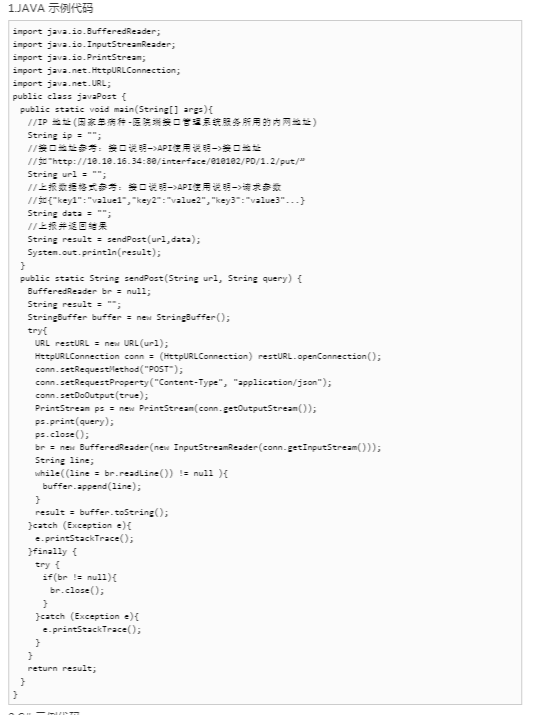 1.JAVA 示例代码
import java.io.BufferedReader;
import java.io.InputStreamReader;
import java.io.PrintStream;
import java.net.HttpURLConnection;
import java.net.URL;
public class javaPost {
public static void main(String[] args){
//IP 地址(国家单病种-医院端接口管理系统服务所用的内网地址)
String ip = "";
//接口地址参考: 接口说明->API使用说明->接口地址
//如"http://10.10.16.34:80/interface/010102/PD/1.2/put/"
String url = "";
//上报数据格式参考: 接口说明->API使用说明->请求参数
//如{"key1":"value1","key2":"value2","key3":"value3"...}
String data = "";
//上报并返回结果
String result = sendPost(url,data);
System.out.println(result);
}
public static String sendPost(String url, String query) {
BufferedReader br = null;
String result = "";
StringBuffer buffer = new StringBuffer();
try{
URL restURL = new URL(url);
HttpURLConnection conn = (HttpURLConnection) restURL.openConnection();
conn.setRequestMethod("POST");
conn.setRequestProperty("Content-Type", "application/json");
conn.setDoOutput(true);
PrintStream ps = new PrintStream(conn.getOutputStream());
ps.print(query);
ps.close();
br = new BufferedReader(new InputStreamReader(conn.getInputStream()));
String line;
while((line = br.readLine()) != null ){
buffer.append(line);
}
result = buffer.toString();
}catch (Exception e){
e.printStackTrace();
}finally {
try {
if(br != null){
br.close();
}
}catch (Exception e){
e.printStackTrace();
}
}
return result;
}
}